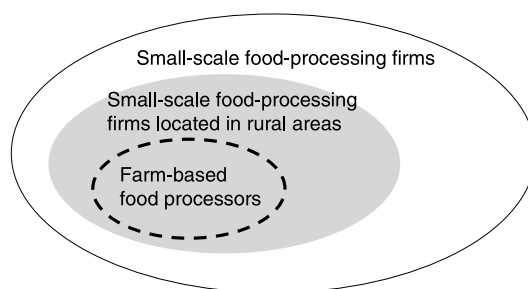 Small-scale food-processing firms
Small-scale food-processing
firms located in rural areas
Farm-based
food processors